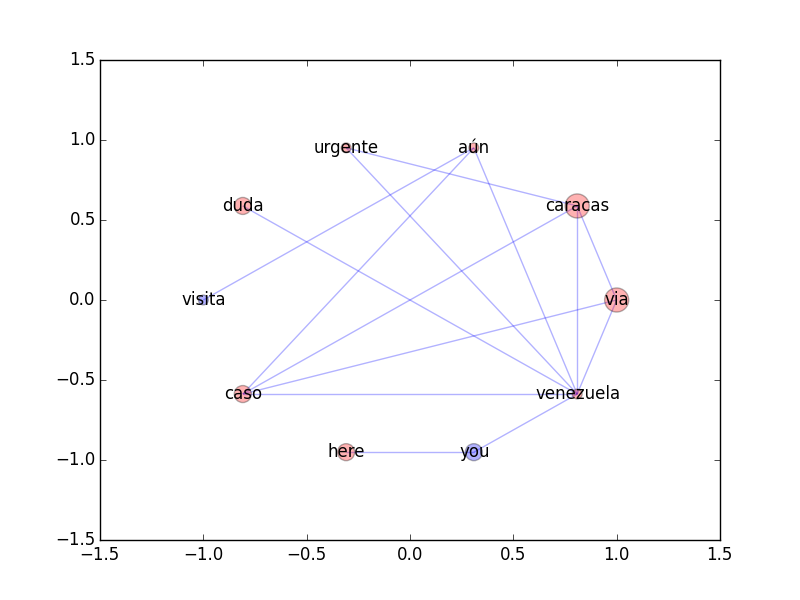 1.5
1.0
0.5
0.0
−0.5
−1.0
−1.5
urgente aún
duda caracas
visita via
caso venezuela
here you
−1.5 −1.0 −0.5 0.0 0.5 1.0 1.5